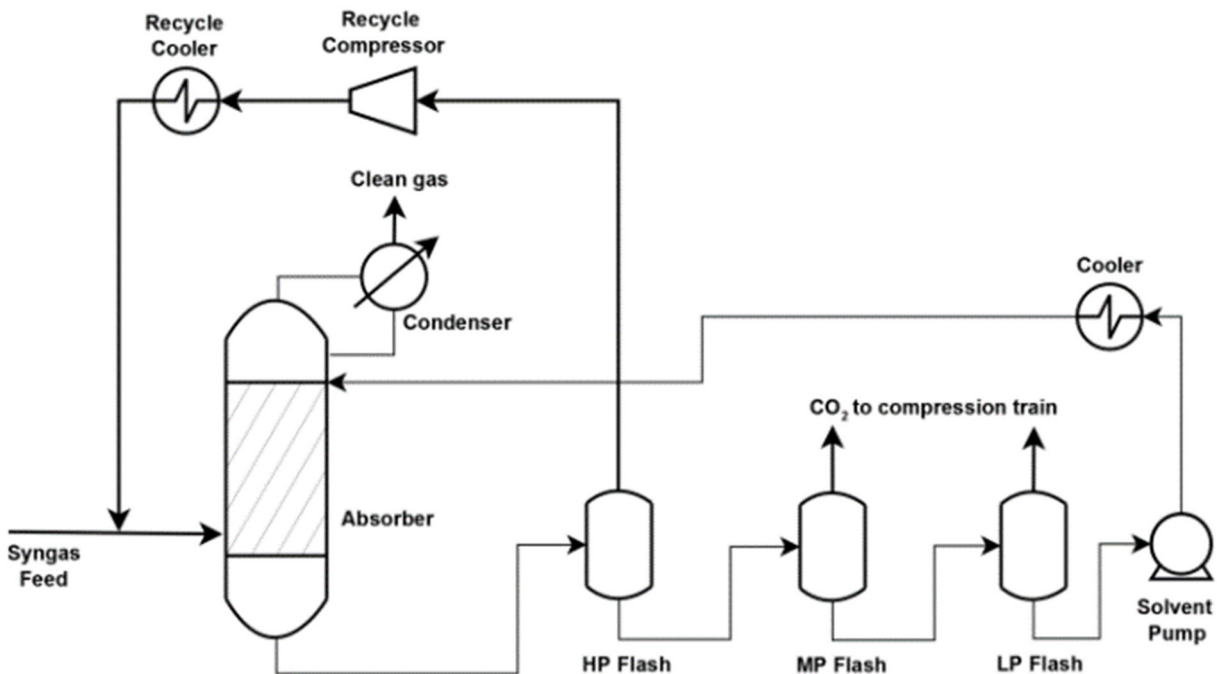 Recycle
Cooler
Recycle
Compressor
Clean gas
Condenser
Cooler
CO₂ to compression train
Absorber
Syngas
Feed
HP Flash
MP Flash
LP Flash
Solvent
Pump